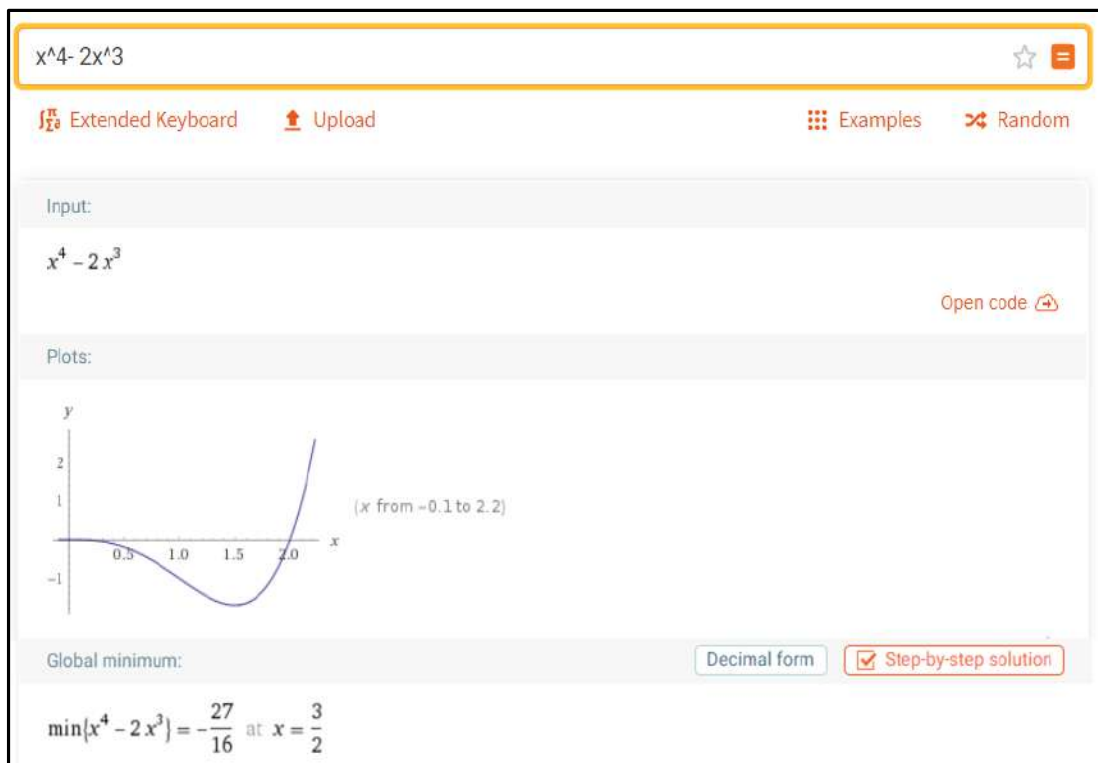 x^4- 2x^3
Extended Keyboard Upload Examples Random
Input:
x⁴ – 2 x³
Open code
Plots:
y
2
1
(x from −0.1 to 2.2)
0.5 1.0 1.5 2.0 x
−1
Global minimum: Decimal form Step-by-step solution
min{x⁴ – 2 x³} = −27/16 at x = 3/2